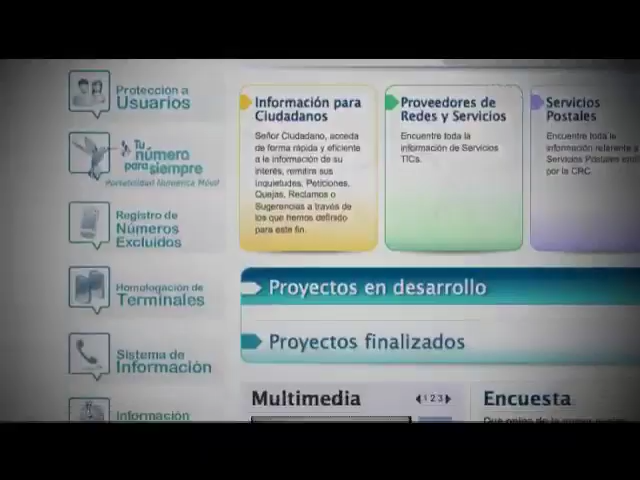 Protección a
Usuarios
Tu
número
para siempre
Portabilidad Numérica Móvil
Registro de
Números
Excluidos
Homologación de
Terminales
Sistema de
Información
Información
Información para
Ciudadanos
Señor Ciudadano, acceda
de forma rápida y eficiente
a la información de su
interés, remitira sus
Inquietudes, Peticiones,
Quejas, Reclamos o
Sugerencias a través de
los que hemos definido
para este fin.
Proveedores de
Redes y Servicios
Encuentre toda la
información de Servicios
TICs.
Servicios
Postales
Encuentre toda la
información referente a
Servicios Postales
por la CRC.
Proyectos en desarrollo
Proyectos finalizados
Multimedia
1 2 3
Encuesta